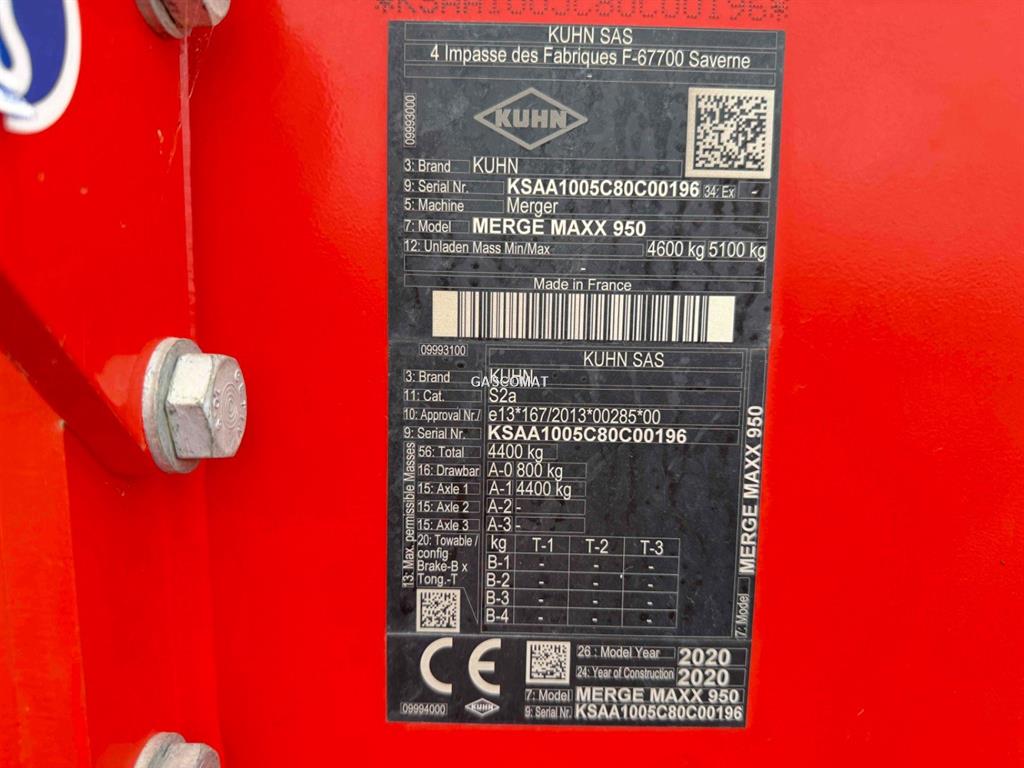 *KSAA1005C80C00196*
KUHN SAS
4 Impasse des Fabriques F-67700 Saverne
-
09993000
KUHN
3: Brand KUHN
9: Serial Nr. KSAA1005C80C00196 34: Ex -
5: Machine Merger
7: Model MERGE MAXX 950
12: Unladen Mass Min/Max 4600 kg 5100 kg
-
Made in France
09993100 KUHN SAS
3: Brand KUHN
GASCOMAT
11: Cat. S2a
10: Approval Nr./ e13*167/2013*00285*00
9: Serial Nr. KSAA1005C80C00196
13: Max. permissible Masses
56: Total 4400 kg
16: Drawbar A-0 800 kg
15: Axle 1 A-1 4400 kg
15: Axle 2 A-2 -
15: Axle 3 A-3 -
20: Towable / config Brake-B x Tong.-T
kg T-1 T-2 T-3
B-1 - - -
B-2 - - -
B-3 - - -
B-4 - - -
7: Model MERGE MAXX 950
CE
26 : Model Year 2020
24: Year of Construction 2020
7: Model MERGE MAXX 950
09994000 KUHN 9: Serial Nr. KSAA1005C80C00196